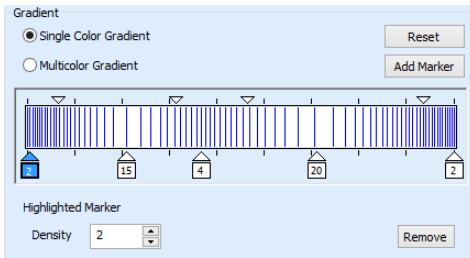 Gradient
Single Color Gradient
Reset
Multicolor Gradient
Add Marker
2 15 4 20 2
Highlighted Marker
Density 2
Remove